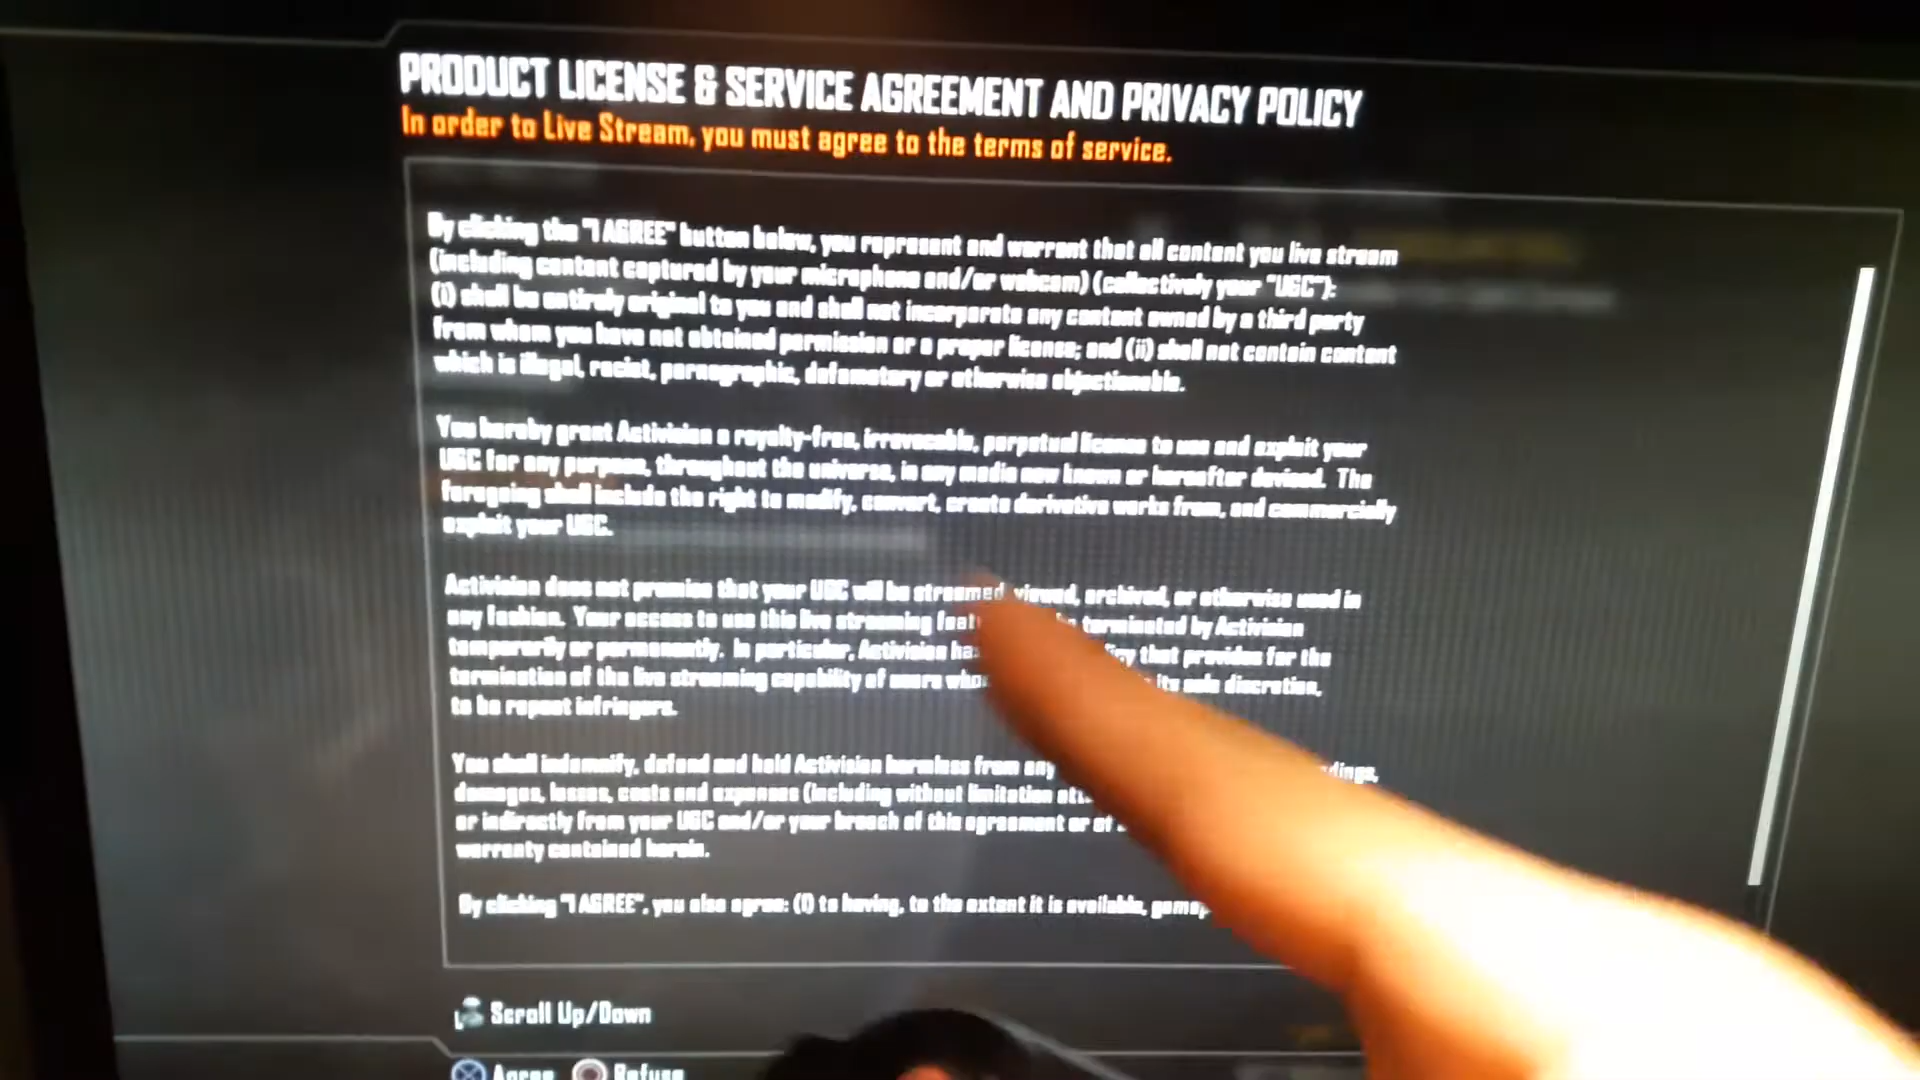 PRODUCT LICENSE & SERVICE AGREEMENT AND PRIVACY POLICY
In order to Live Stream, you must agree to the terms of service.
By clicking the "I AGREE" button below, you represent and warrant that all content you live stream
(including content captured by your microphone and/or webcam) (collectively your "UGC"):
(i) shall be entirely original to you and shall not incorporate any content owned by a third party
from whom you have not obtained permission or a proper license; and (ii) shall not contain content
which is illegal, racist, pornographic, defamatory or otherwise objectionable.
You hereby grant Activision a royalty-free, irrevocable, perpetual license to use and exploit your
UGC for any purpose, throughout the universe, in any media now known or hereafter devised. The
foregoing shall include the right to modify, convert, create derivative works from, and commercially
exploit your UGC.
Activision does not promise that your UGC will be streamed, viewed, archived, or otherwise used in
any fashion. Your access to use this live streaming terminated by Activision
temporarily or permanently. In particular, Activision that provides for the
termination of the live streaming capability of users its sole discretion,
to be repeat infringers.
You shall indemnify, defend and hold Activision harmless from any
damages, losses, costs and expenses (including without limitation
or indirectly from your UGC and/or your breach of this agreement or of
warranty contained herein.
By clicking "I AGREE", you also agree: (i) to having, to the extent it is available,
Scroll Up/Down
Agree Refuse